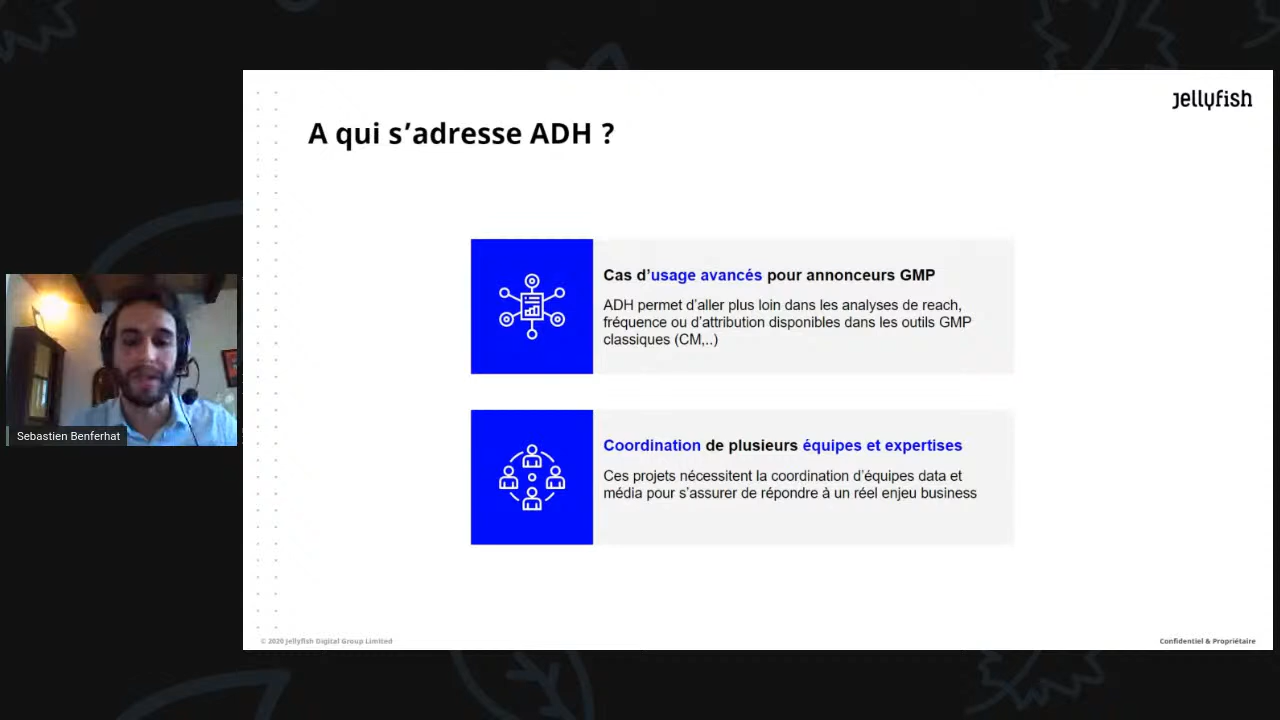 jellyfish
A qui s’adresse ADH ?
Cas d’usage avancés pour annonceurs GMP
ADH permet d’aller plus loin dans les analyses de reach,
fréquence ou d’attribution disponibles dans les outils GMP
classiques (CM,..)
Sebastien Benferhat
Coordination de plusieurs équipes et expertises
Ces projets nécessitent la coordination d’équipes data et
média pour s’assurer de répondre à un réel enjeu business
© 2020 Jellyfish Digital Group Limited
Confidentiel & Propriétaire